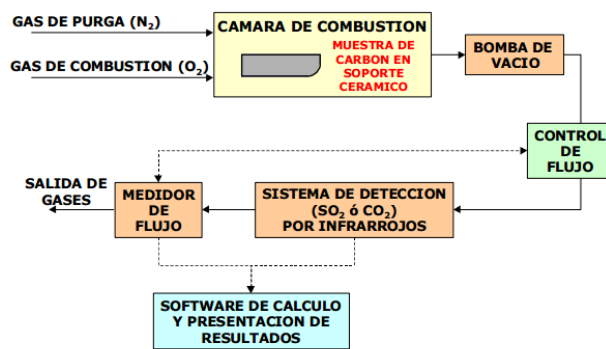 GAS DE PURGA (N₂)
GAS DE COMBUSTION (O₂)
CAMARA DE COMBUSTION
MUESTRA DE
CARBON EN
SOPORTE
CERAMICO
BOMBA DE
VACIO
CONTROL
DE
FLUJO
SALIDA DE
GASES
MEDIDOR
DE
FLUJO
SISTEMA DE DETECCION
(SO₂ ó CO₂)
POR INFRARROJOS
SOFTWARE DE CALCULO
Y PRESENTACION DE
RESULTADOS